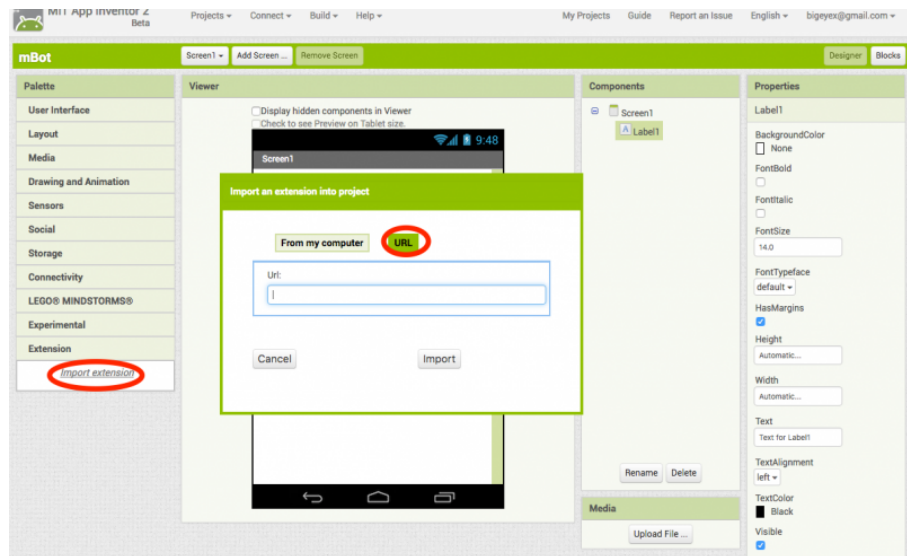 MIT App Inventor 2
Beta
Projects
Connect
Build
Help
My Projects
Guide
Report an Issue
English
bigeyex@gmail.com
mBot
Screen1
Add Screen ...
Remove Screen
Designer
Blocks
Palette
User Interface
Layout
Media
Drawing and Animation
Sensors
Social
Storage
Connectivity
LEGO® MINDSTORMS®
Experimental
Extension
Import extension
Viewer
Display hidden components in Viewer
Check to see Preview on Tablet size.
9:48
Screen1
Import an extension into project
From my computer
URL
Url:
Cancel
Import
Components
Screen1
A Label1
Rename
Delete
Media
Upload File ...
Properties
Label1
BackgroundColor
None
FontBold
FontItalic
FontSize
14.0
FontTypeface
default
HasMargins
Height
Automatic...
Width
Automatic...
Text
Text for Label1
TextAlignment
left
TextColor
Black
Visible